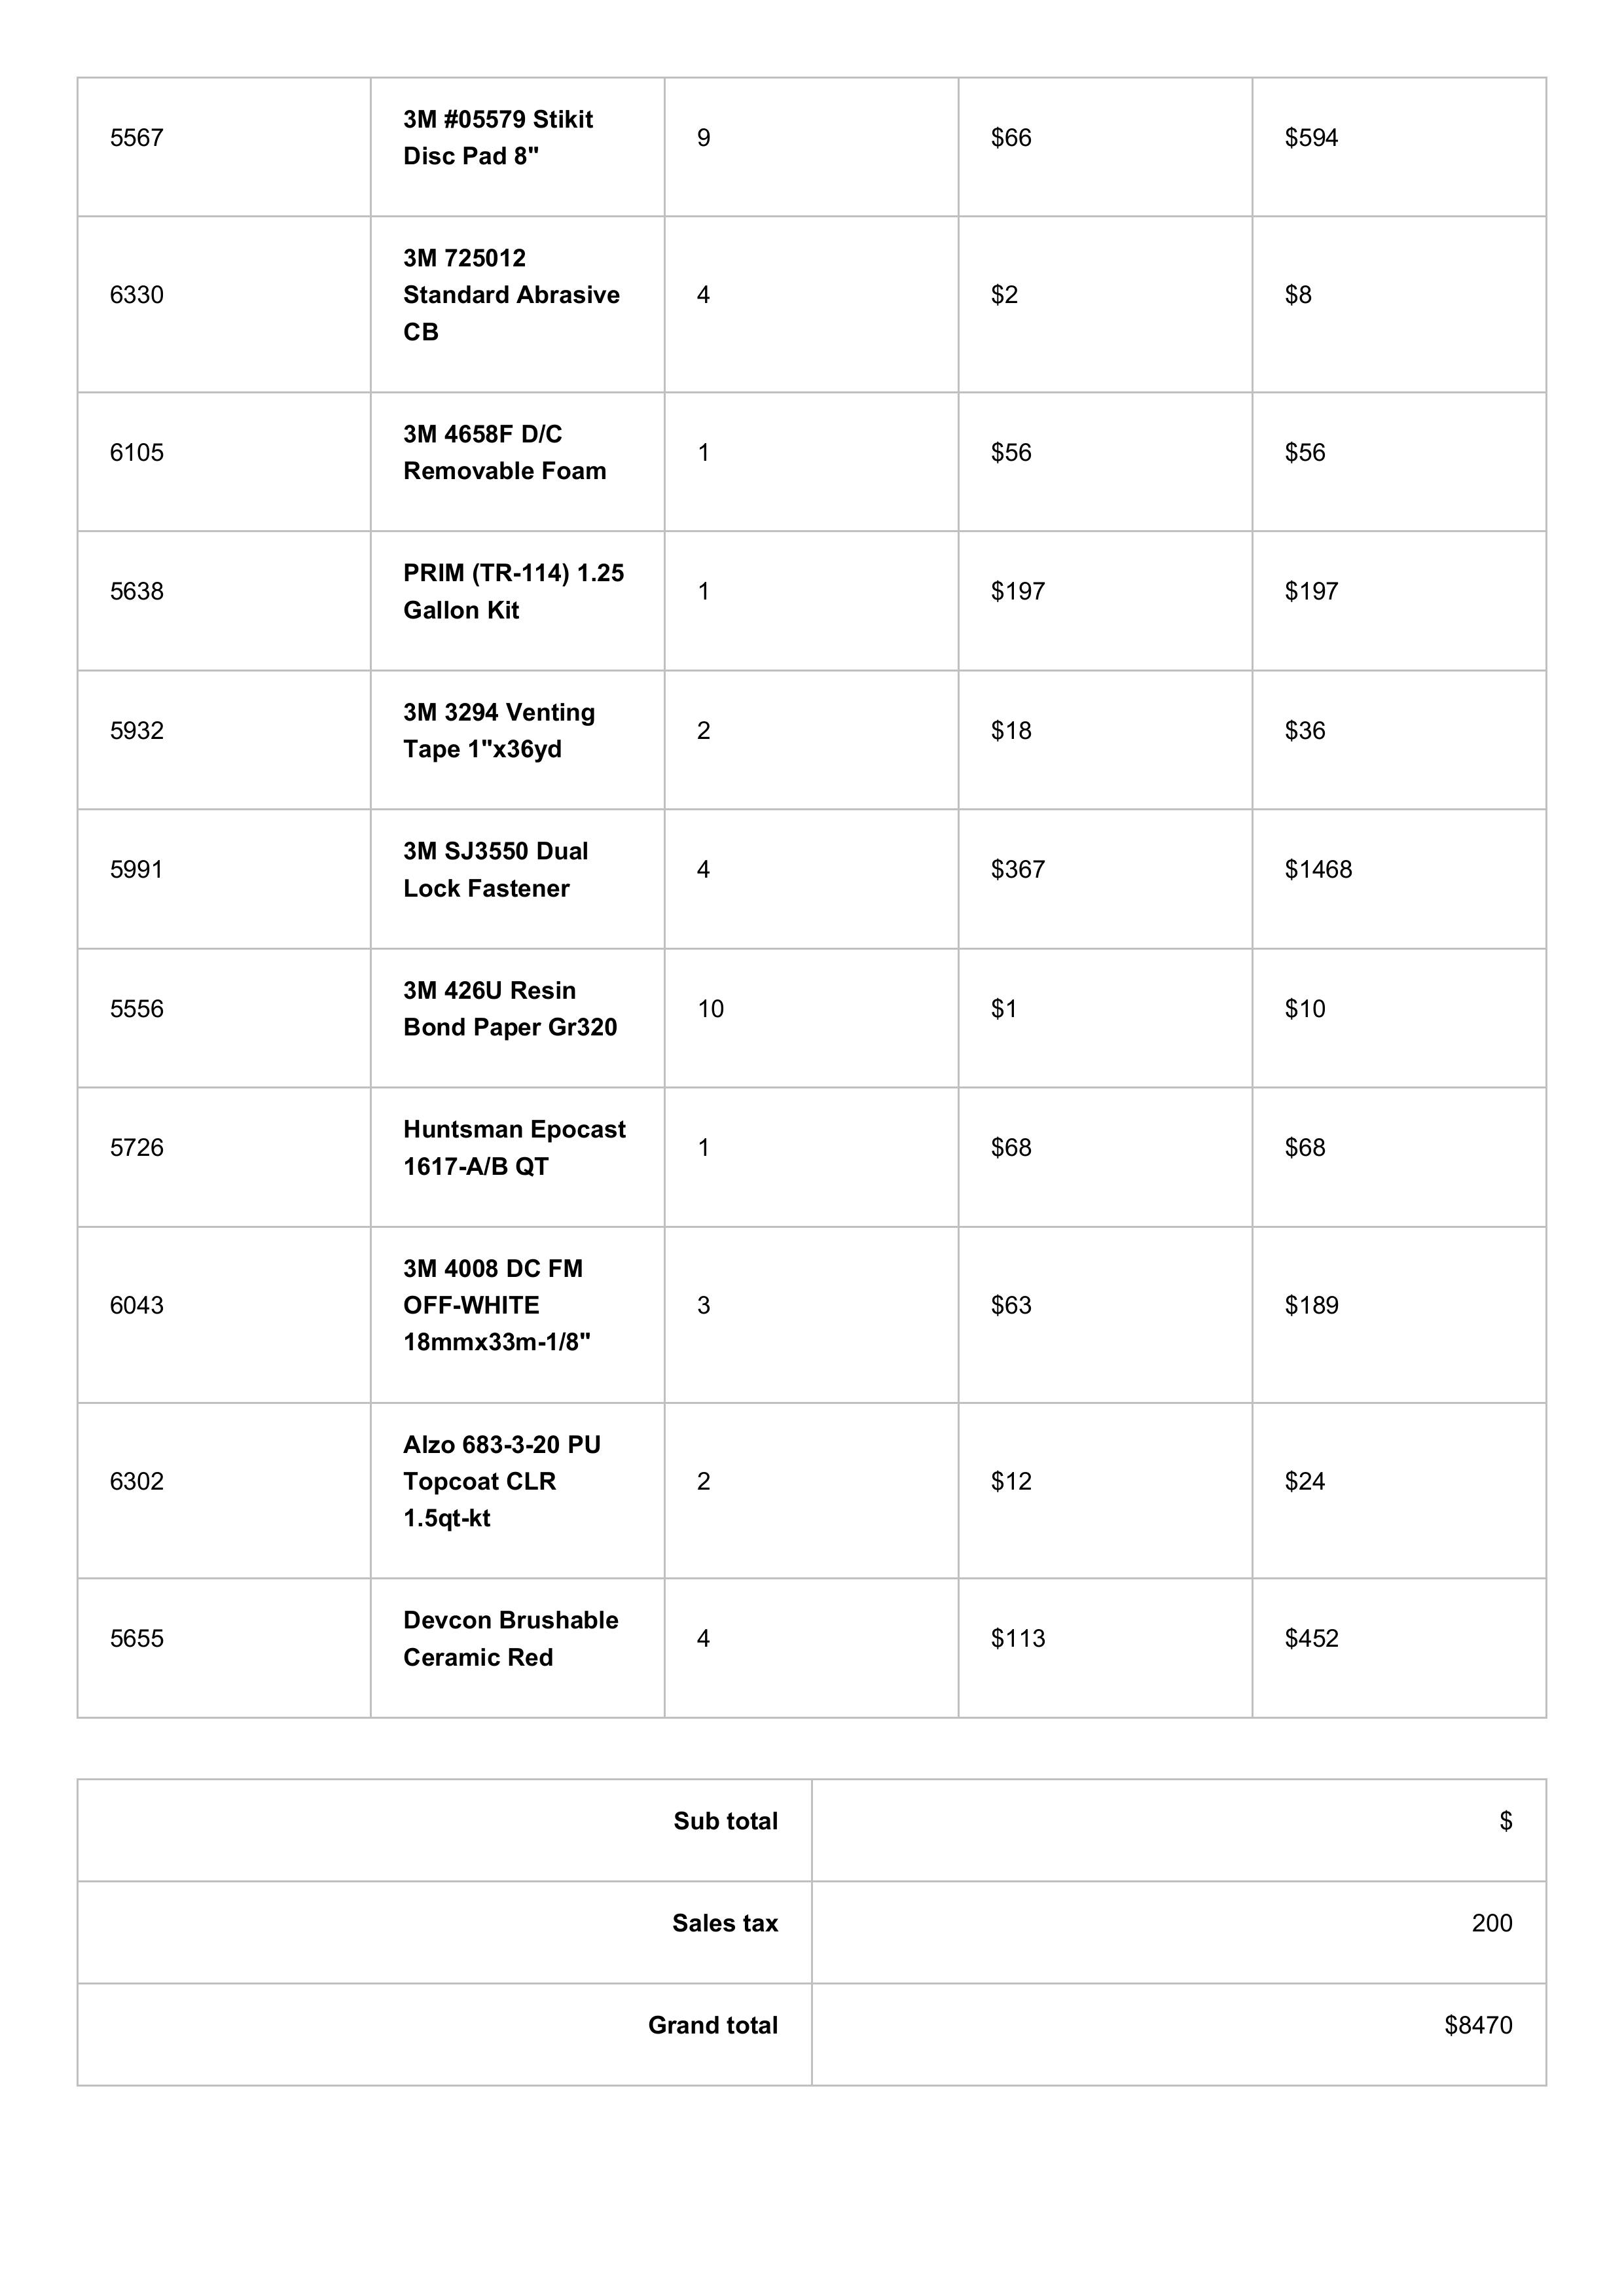 5567
3M #05579 Stikit
Disc Pad 8"
9
$66
$594
6330
3M 725012
Standard Abrasive
CB
4
$2
$8
6105
3M 4658F D/C
Removable Foam
1
$56
$56
5638
PRIM (TR-114) 1.25
Gallon Kit
1
$197
$197
5932
3M 3294 Venting
Tape 1"x36yd
2
$18
$36
5991
3M SJ3550 Dual
Lock Fastener
4
$367
$1468
5556
3M 426U Resin
Bond Paper Gr320
10
$1
$10
5726
Huntsman Epocast
1617-A/B QT
1
$68
$68
6043
3M 4008 DC FM
OFF-WHITE
18mmx33m-1/8"
3
$63
$189
6302
Alzo 683-3-20 PU
Topcoat CLR
1.5qt-kt
2
$12
$24
5655
Devcon Brushable
Ceramic Red
4
$113
$452
Sub total
$
Sales tax
200
Grand total
$8470